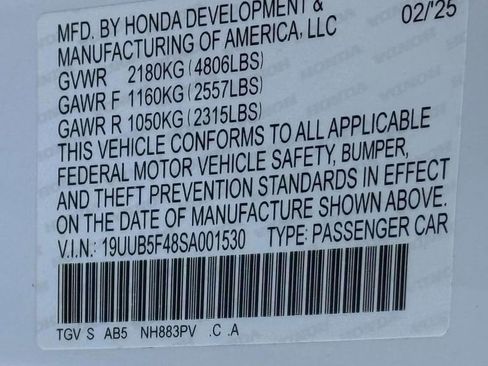 MFD. BY HONDA DEVELOPMENT & 02/'25
MANUFACTURING OF AMERICA, LLC
GVWR 2180KG (4806LBS)
GAWR F 1160KG (2557LBS)
GAWR R 1050KG (2315LBS)
THIS VEHICLE CONFORMS TO ALL APPLICABLE
FEDERAL MOTOR VEHICLE SAFETY, BUMPER,
AND THEFT PREVENTION STANDARDS IN EFFECT
ON THE DATE OF MANUFACTURE SHOWN ABOVE.
V.I.N.: 19UUB5F48SA001530 TYPE: PASSENGER CAR
TGV S AB5 NH883PV .C .A